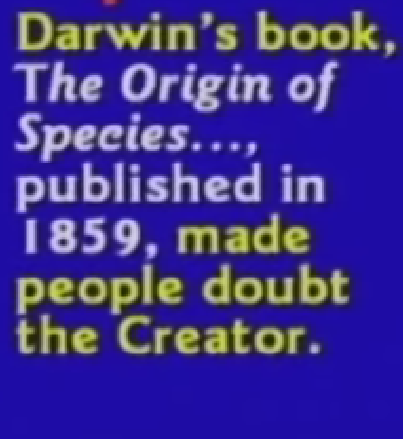 Darwin's book,
The Origin of
Species...,
published in
1859, made
people doubt
the Creator.